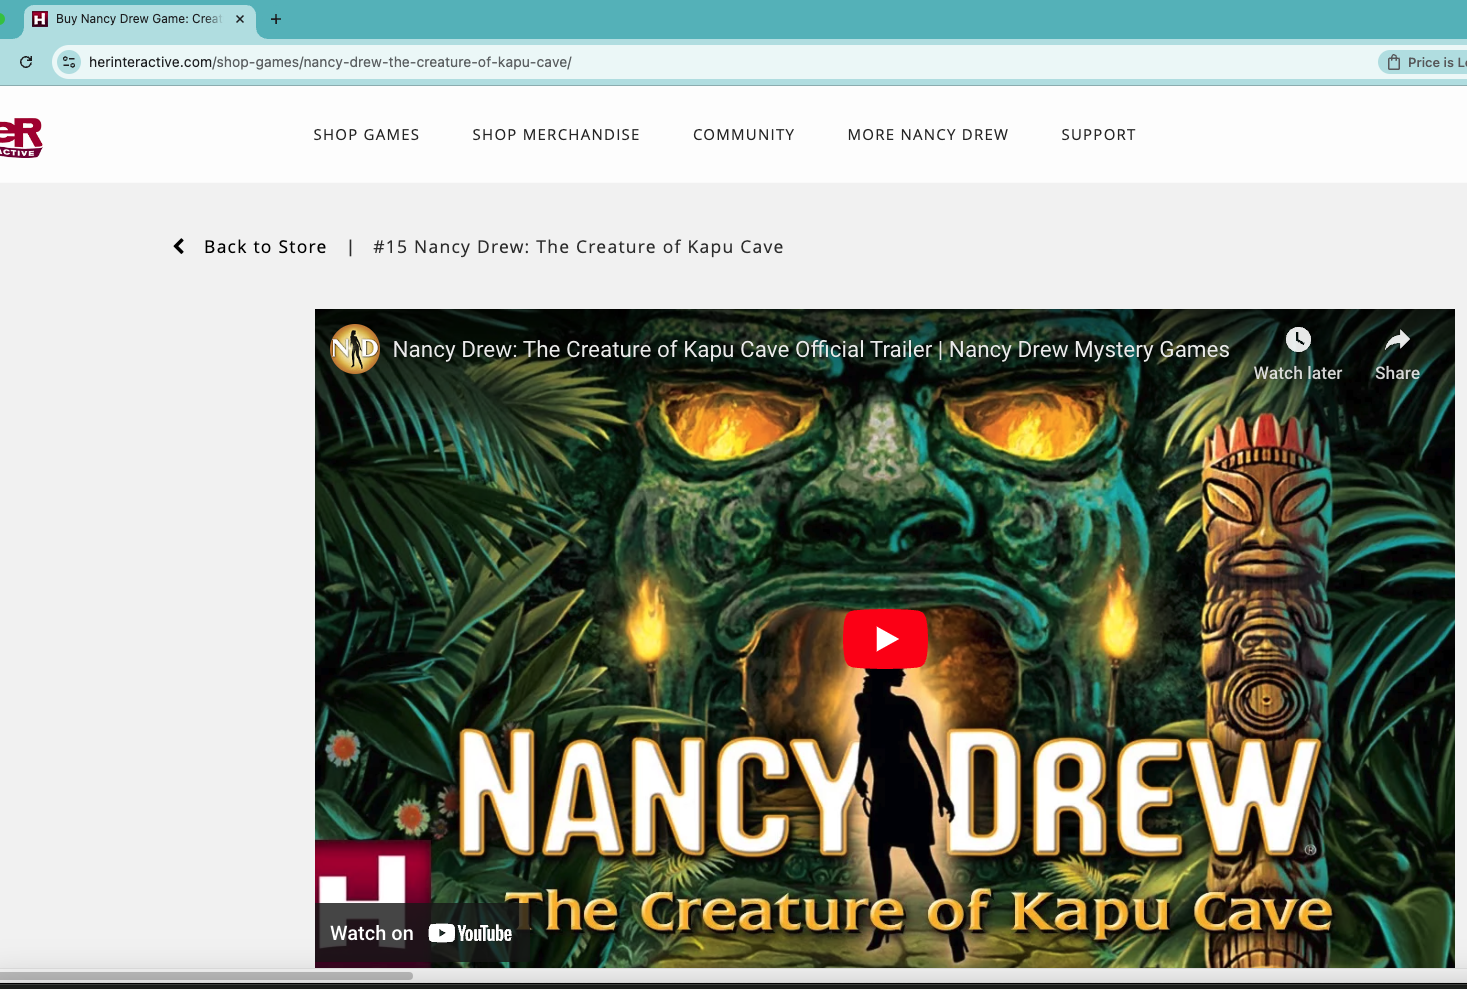 Buy Nancy Drew Game: Creat
herinteractive.com/shop-games/nancy-drew-the-creature-of-kapu-cave/
Price is L
eR
ACTIVE
SHOP GAMES
SHOP MERCHANDISE
COMMUNITY
MORE NANCY DREW
SUPPORT
Back to Store | #15 Nancy Drew: The Creature of Kapu Cave
ND
Nancy Drew: The Creature of Kapu Cave Official Trailer | Nancy Drew Mystery Games
Watch later
Share
NANCY DREW
®
The Creature of Kapu Cave
H
Watch on YouTube